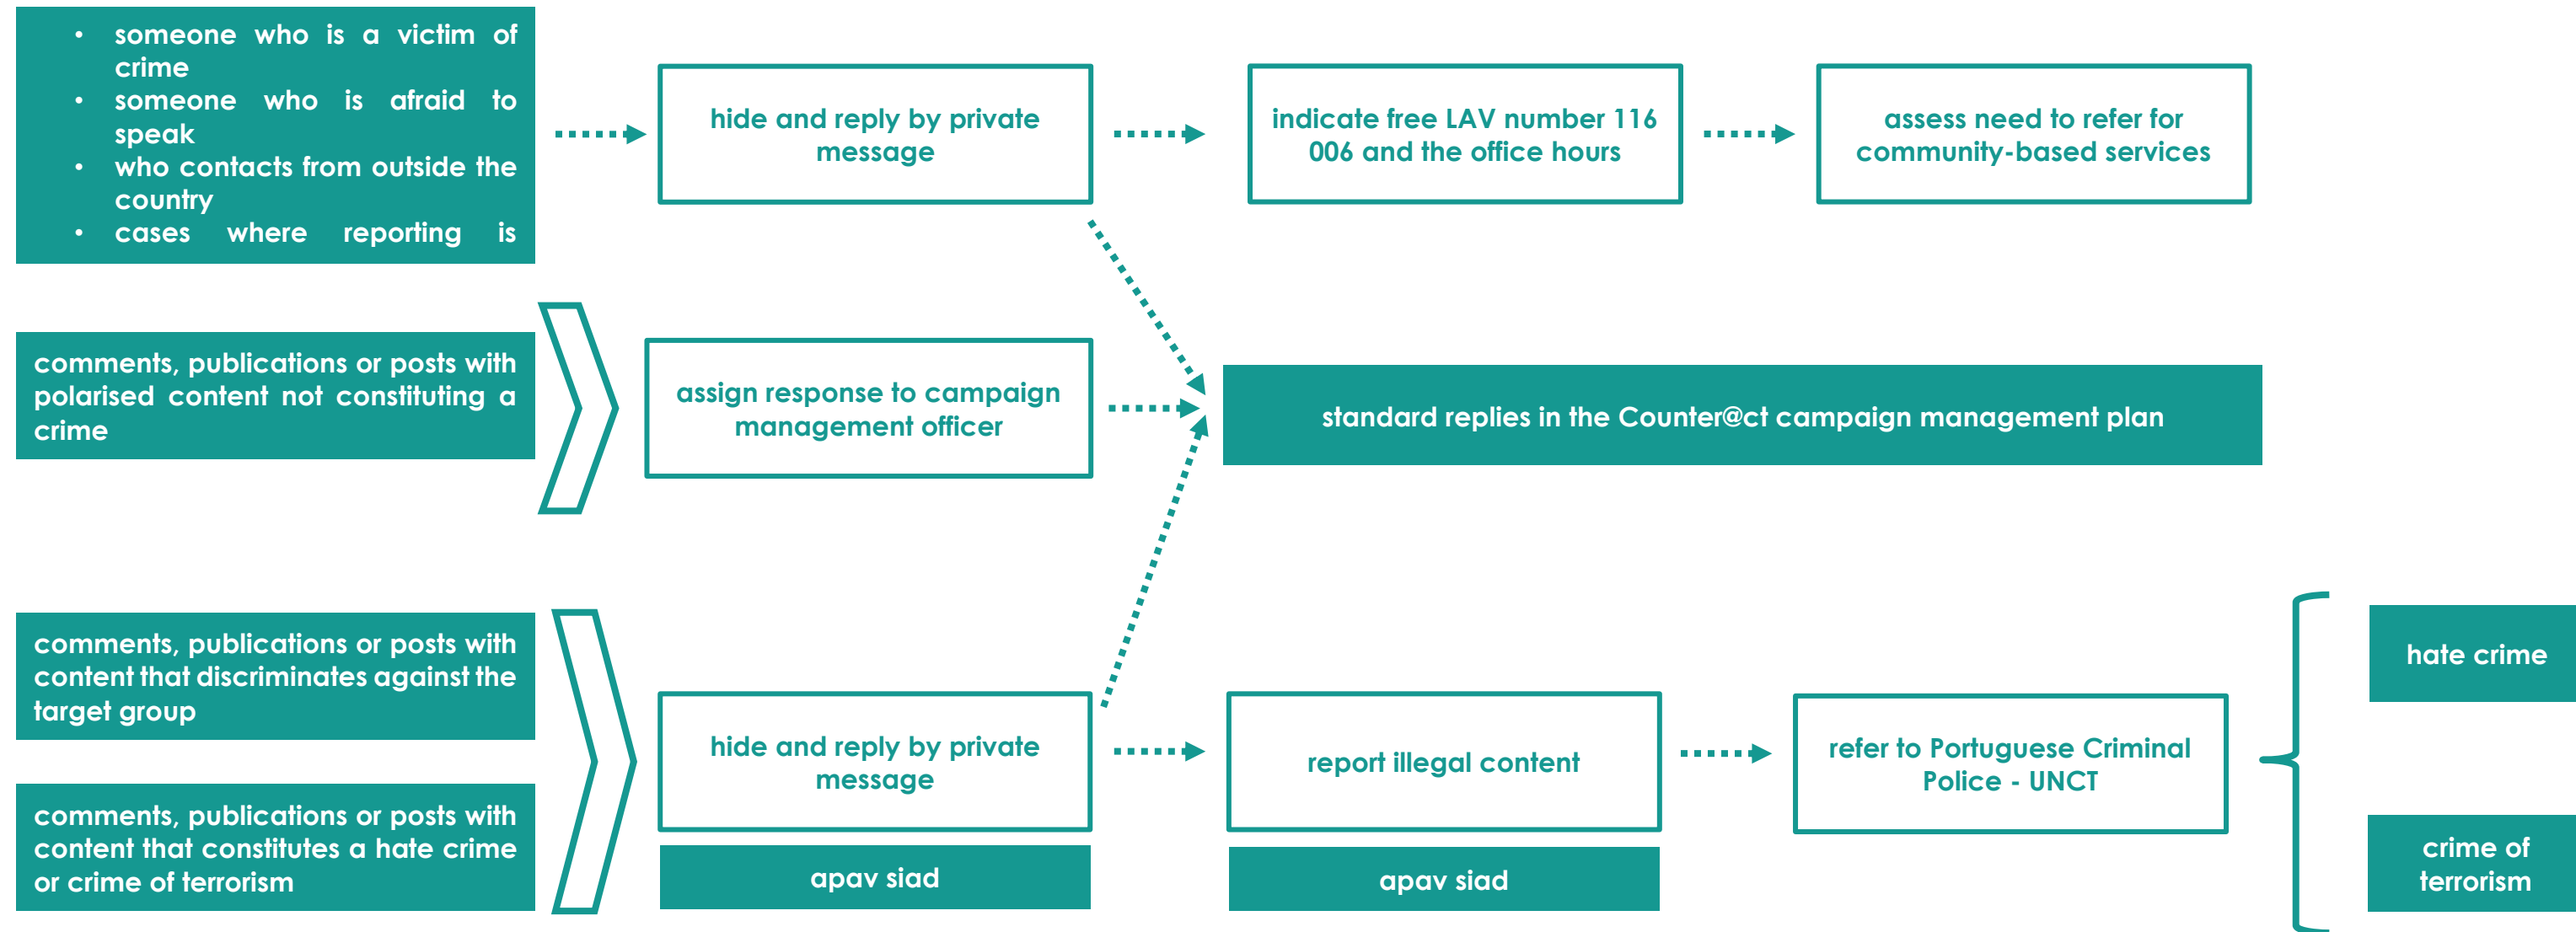 • someone who is a victim of
crime
• someone who is afraid to
speak
• who contacts from outside the
country
• cases where reporting is
hide and reply by private
message
indicate free LAV number 116
006 and the office hours
assess need to refer for
community-based services
comments, publications or posts with
polarised content not constituting a
crime
assign response to campaign
management officer
standard replies in the Counter@ct campaign management plan
comments, publications or posts with
content that discriminates against the
target group
comments, publications or posts with
content that constitutes a hate crime
or crime of terrorism
hide and reply by private
message
apav siad
report illegal content
apav siad
refer to Portuguese Criminal
Police - UNCT
hate crime
crime of
terrorism